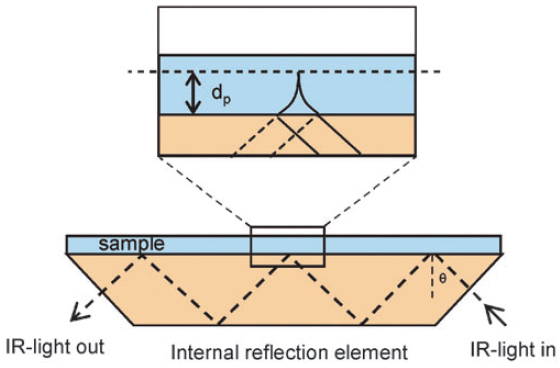 dp
sample
θ
IR-light out
Internal reflection element
IR-light in